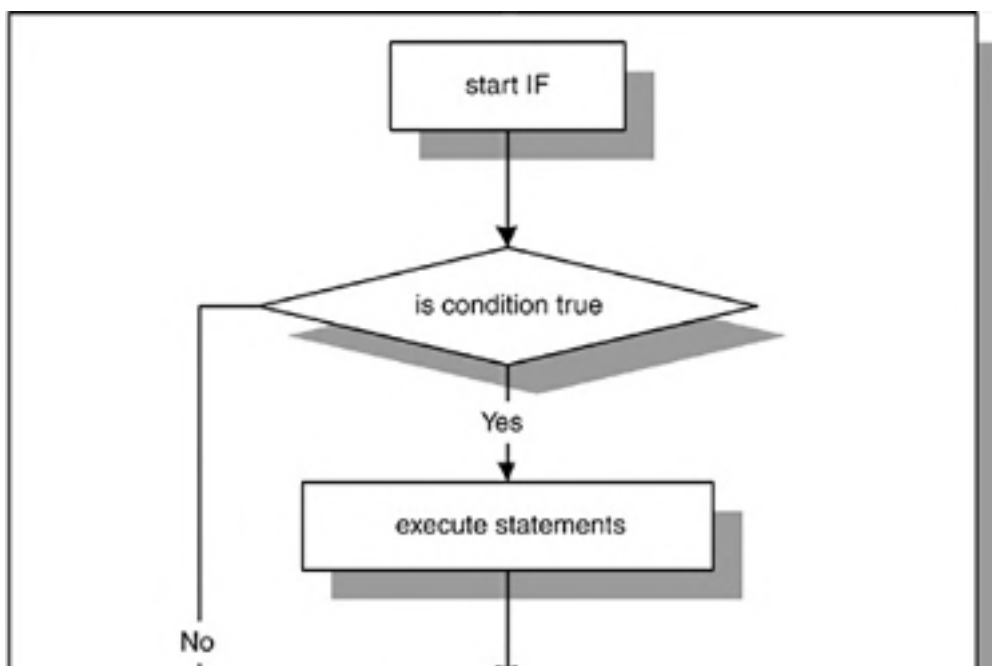 start IF
is condition true
Yes
execute statements
No